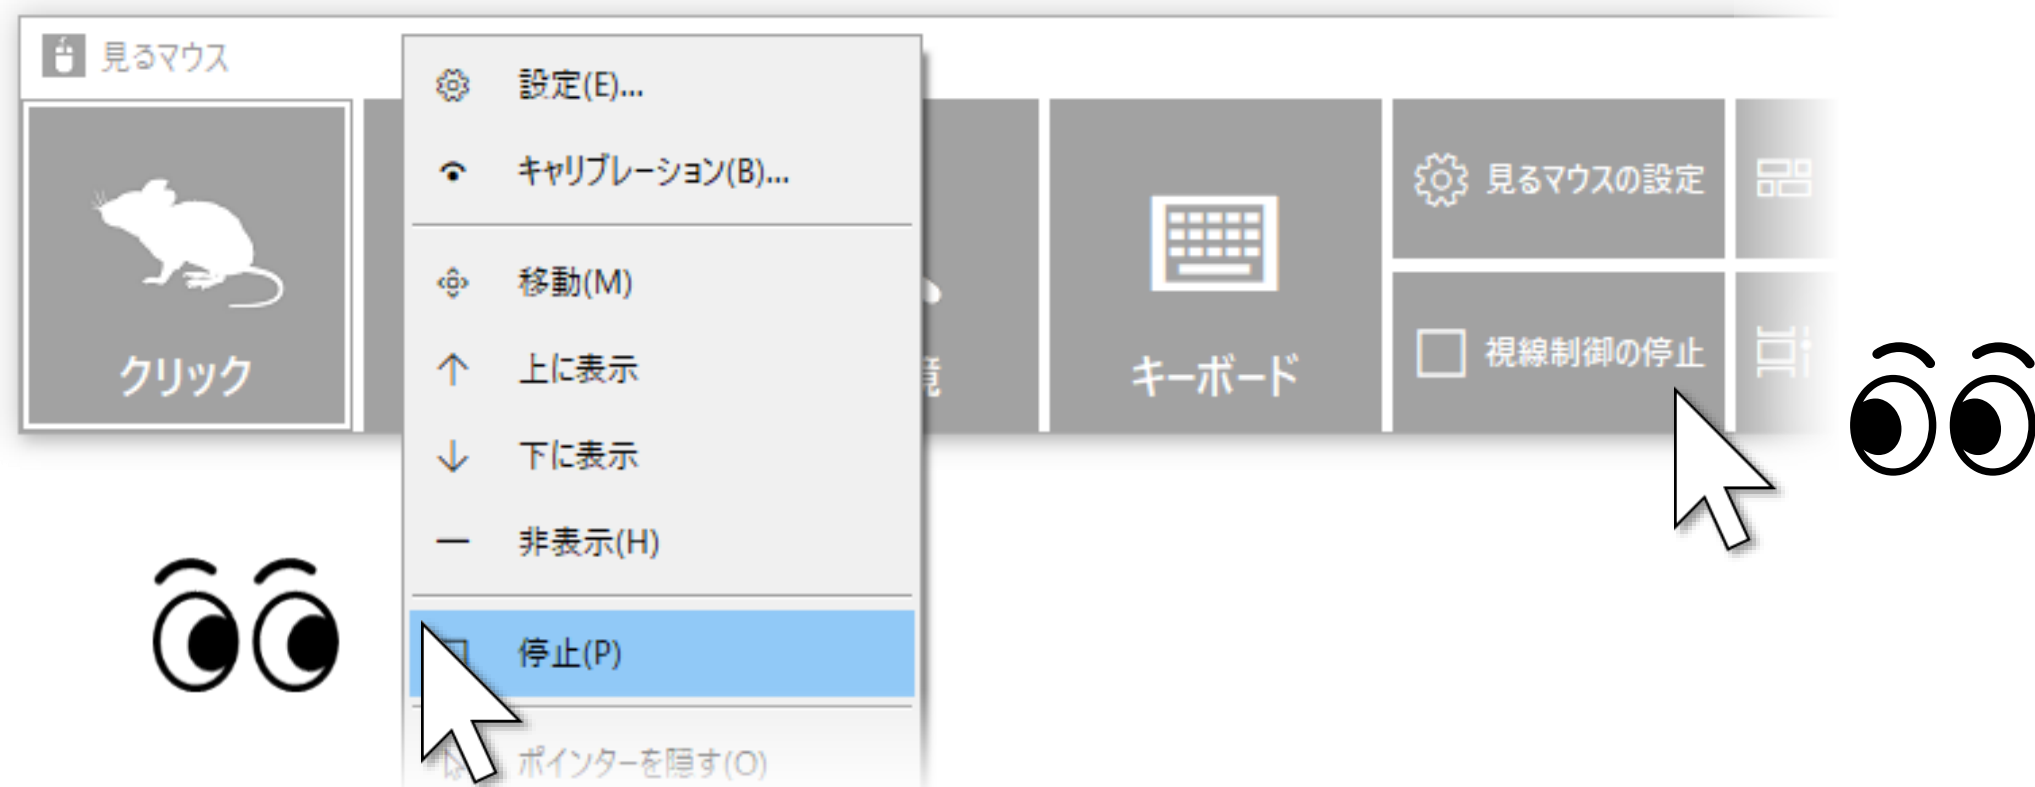 見るマウス
設定(E)...
キャリブレーション(B)...
移動(M)
上に表示
下に表示
非表示(H)
停止(P)
ポインターを隠す(O)
クリック
鏡
キーボード
見るマウスの設定
視線制御の停止